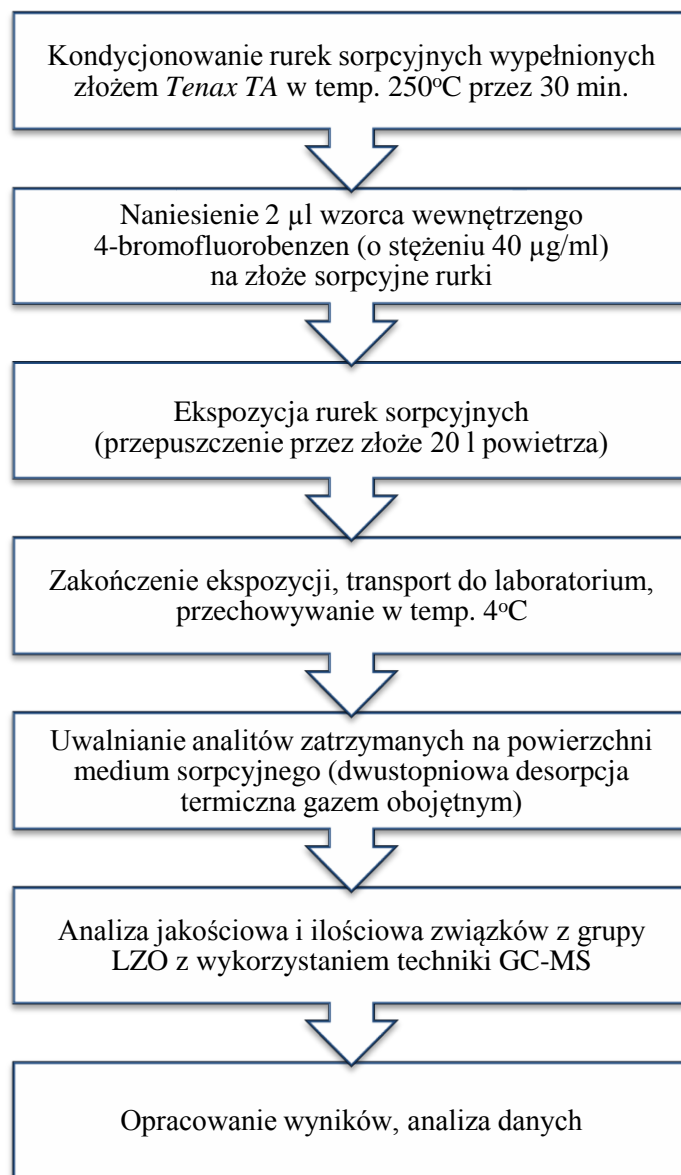 Kondycjonowanie rurek sorpcyjnych wypełnionych
złożem Tenax TA w temp. 250°C przez 30 min.
Naniesienie 2 µl wzorca wewnętrzengo
4-bromofluorobenzen (o stężeniu 40 µg/ml)
na złoże sorpcyjne rurki
Ekspozycja rurek sorpcyjnych
(przepuszczenie przez złoże 20 l powietrza)
Zakończenie ekspozycji, transport do laboratorium,
przechowywanie w temp. 4°C
Uwalnianie analitów zatrzymanych na powierzchni
medium sorpcyjnego (dwustopniowa desorpcja
termiczna gazem obojętnym)
Analiza jakościowa i ilościowa związków z grupy
LZO z wykorzystaniem techniki GC-MS
Opracowanie wyników, analiza danych